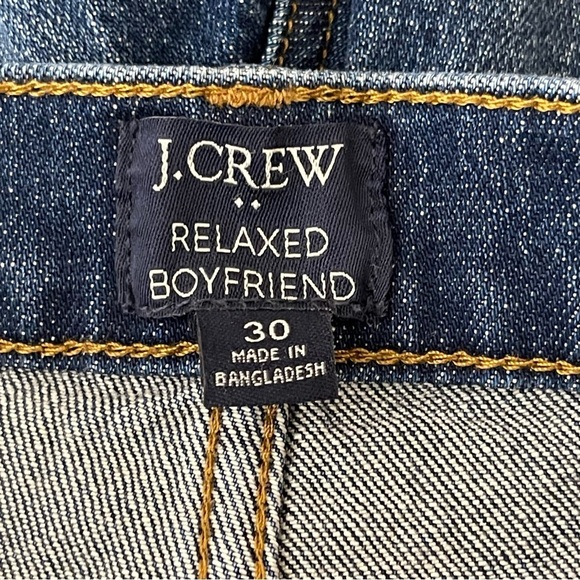 J.CREW
RELAXED
BOYFRIEND
30
MADE IN
BANGLADESH